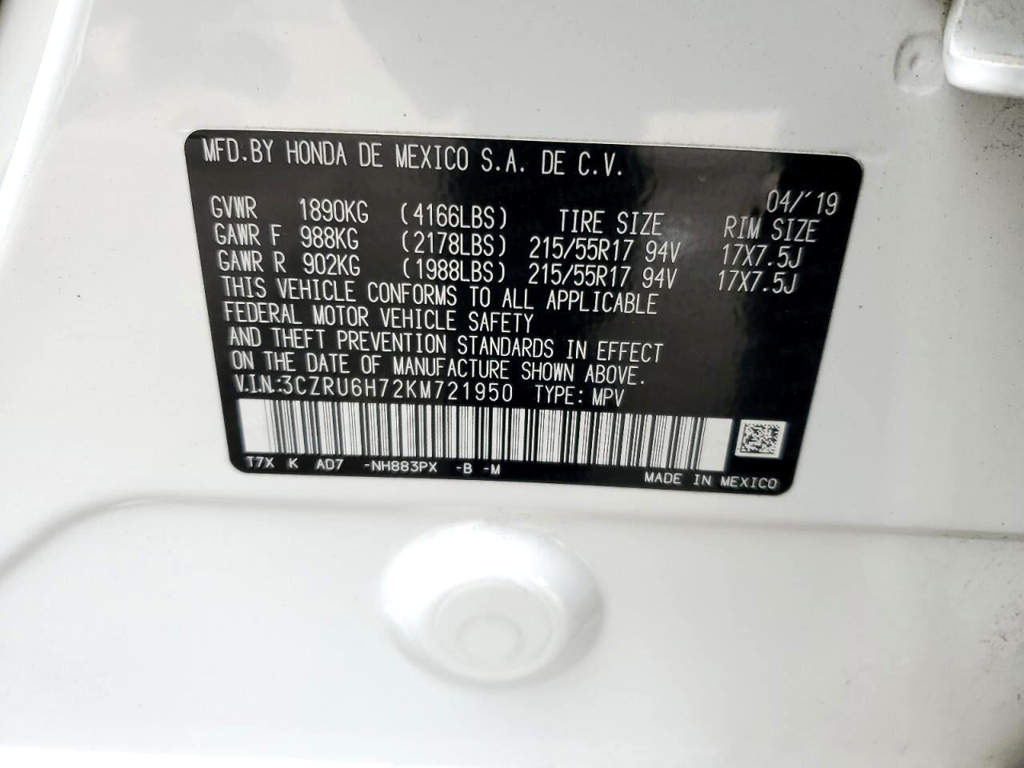 MFD.BY HONDA DE MEXICO S.A. DE C.V.
04/'19
GVWR 1890KG (4166LBS) TIRE SIZE RIM SIZE
GAWR F 988KG (2178LBS) 215/55R17 94V 17X7.5J
GAWR R 902KG (1988LBS) 215/55R17 94V 17X7.5J
THIS VEHICLE CONFORMS TO ALL APPLICABLE
FEDERAL MOTOR VEHICLE SAFETY
AND THEFT PREVENTION STANDARDS IN EFFECT
ON THE DATE OF MANUFACTURE SHOWN ABOVE.
V.I.N.:3CZRU6H72KM721950 TYPE: MPV
T7X K AD7 -NH883PX -B -M
MADE IN MEXICO